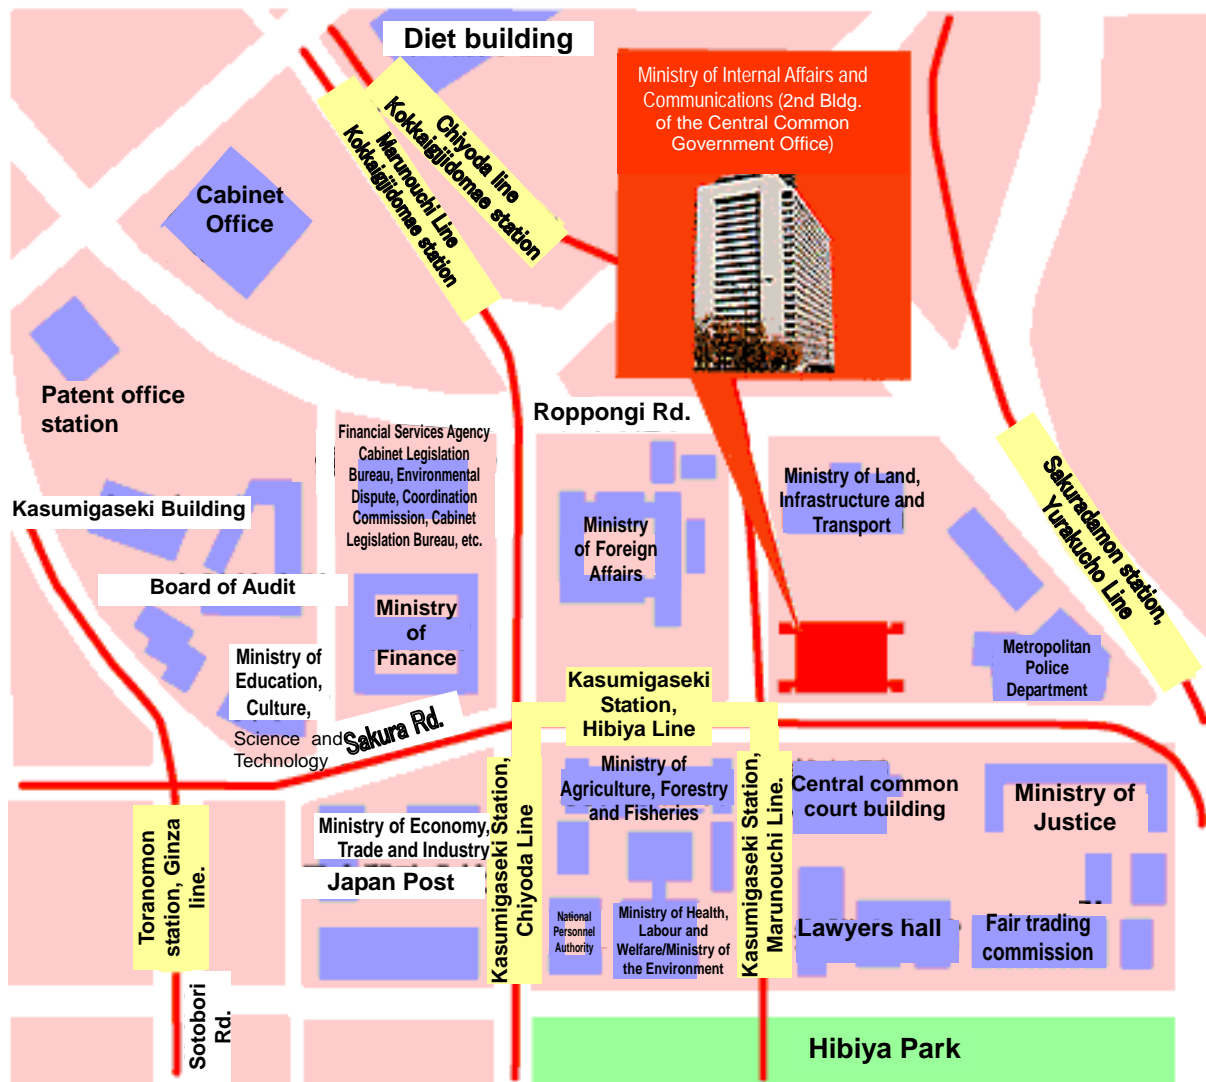 Diet building
Ministry of Internal Affairs and
Communications (2nd Bldg.
of the Central Common
Government Office)
Chiyoda line
Kokkaigijidomae station
Marunouchi Line
Kokkaigijidomae station
Cabinet
Office
Patent office
station
Roppongi Rd.
Financial Services Agency
Cabinet Legislation
Bureau, Environmental
Dispute, Coordination
Commission, Cabinet
Legislation Bureau, etc.
Ministry of Land,
Infrastructure and
Transport
Sakuradamon station,
Yurakucho Line
Kasumigaseki Building
Ministry
of Foreign
Affairs
Board of Audit
Ministry
of
Finance
Ministry of
Education,
Culture,
Science and
Technology
Sakura Rd.
Metropolitan
Police
Department
Kasumigaseki
Station,
Hibiya Line
Kasumigaseki Station,
Chiyoda Line
Ministry of
Agriculture, Forestry
and Fisheries
Kasumigaseki Station,
Marunouchi Line.
Central common
court building
Ministry of
Justice
Toranomon
station, Ginza
line.
Ministry of Economy,
Trade and Industry
Japan Post
National
Personnel
Authority
Ministry of Health,
Labour and
Welfare/Ministry of
the Environment
Lawyers hall
Fair trading
commission
Sotobori
Rd.
Hibiya Park